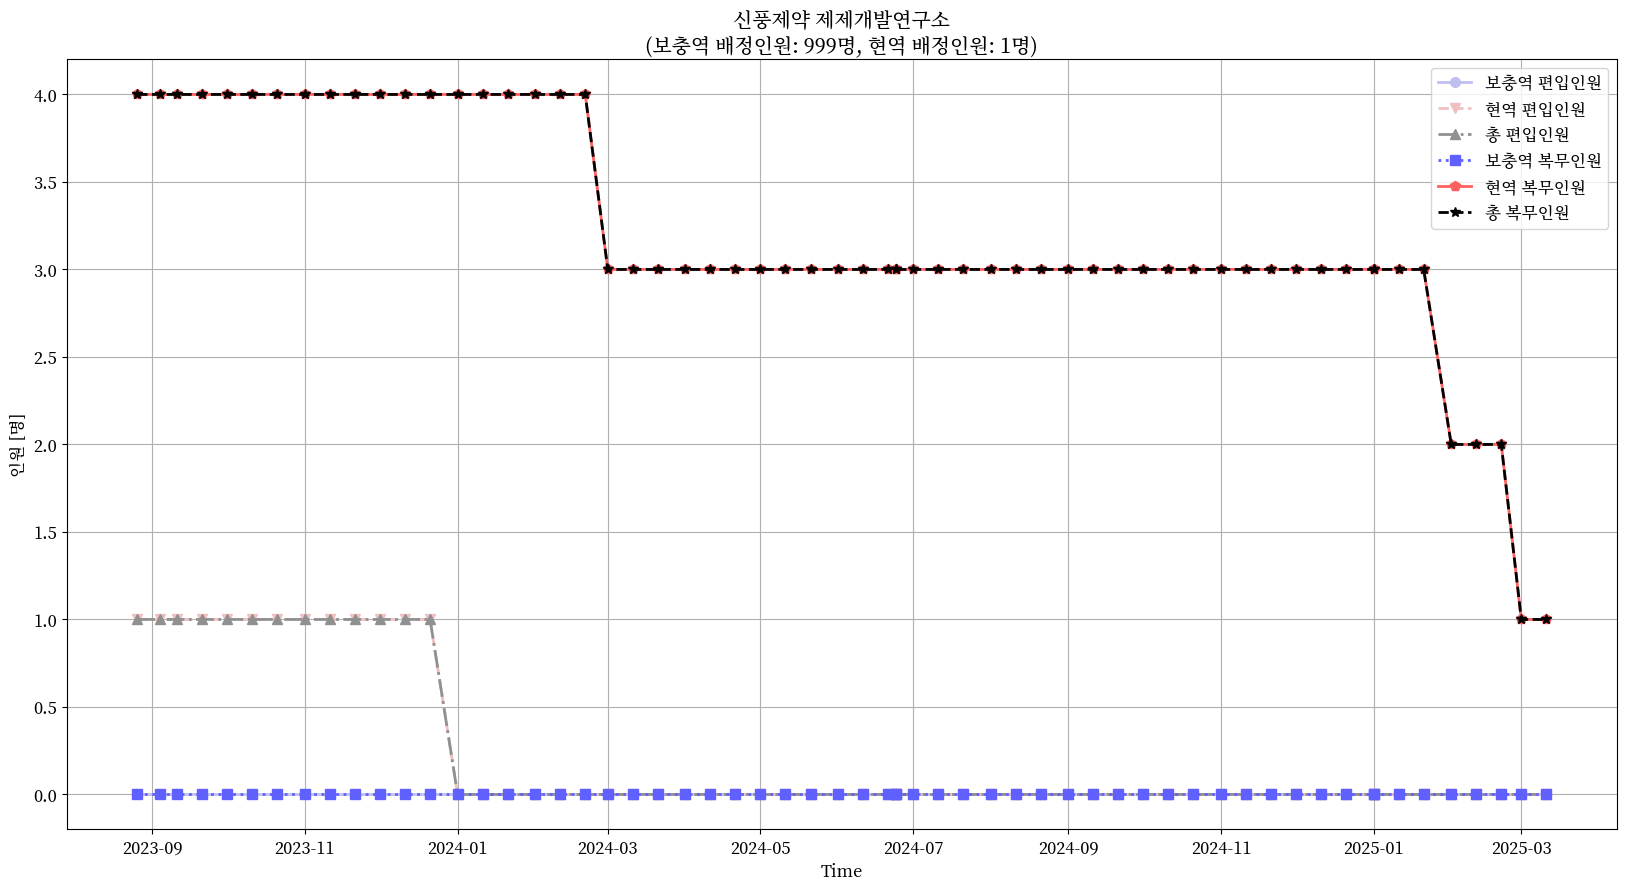 신풍제약 제제개발연구소
(보충역 배정인원: 999명, 현역 배정인원: 1명)
보충역 편입인원
현역 편입인원
총 편입인원
보충역 복무인원
현역 복무인원
총 복무인원
인원 [명]
4.0
3.5
3.0
2.5
2.0
1.5
1.0
0.5
0.0
2023-09 2023-11 2024-01 2024-03 2024-05 2024-07 2024-09 2024-11 2025-01 2025-03
Time